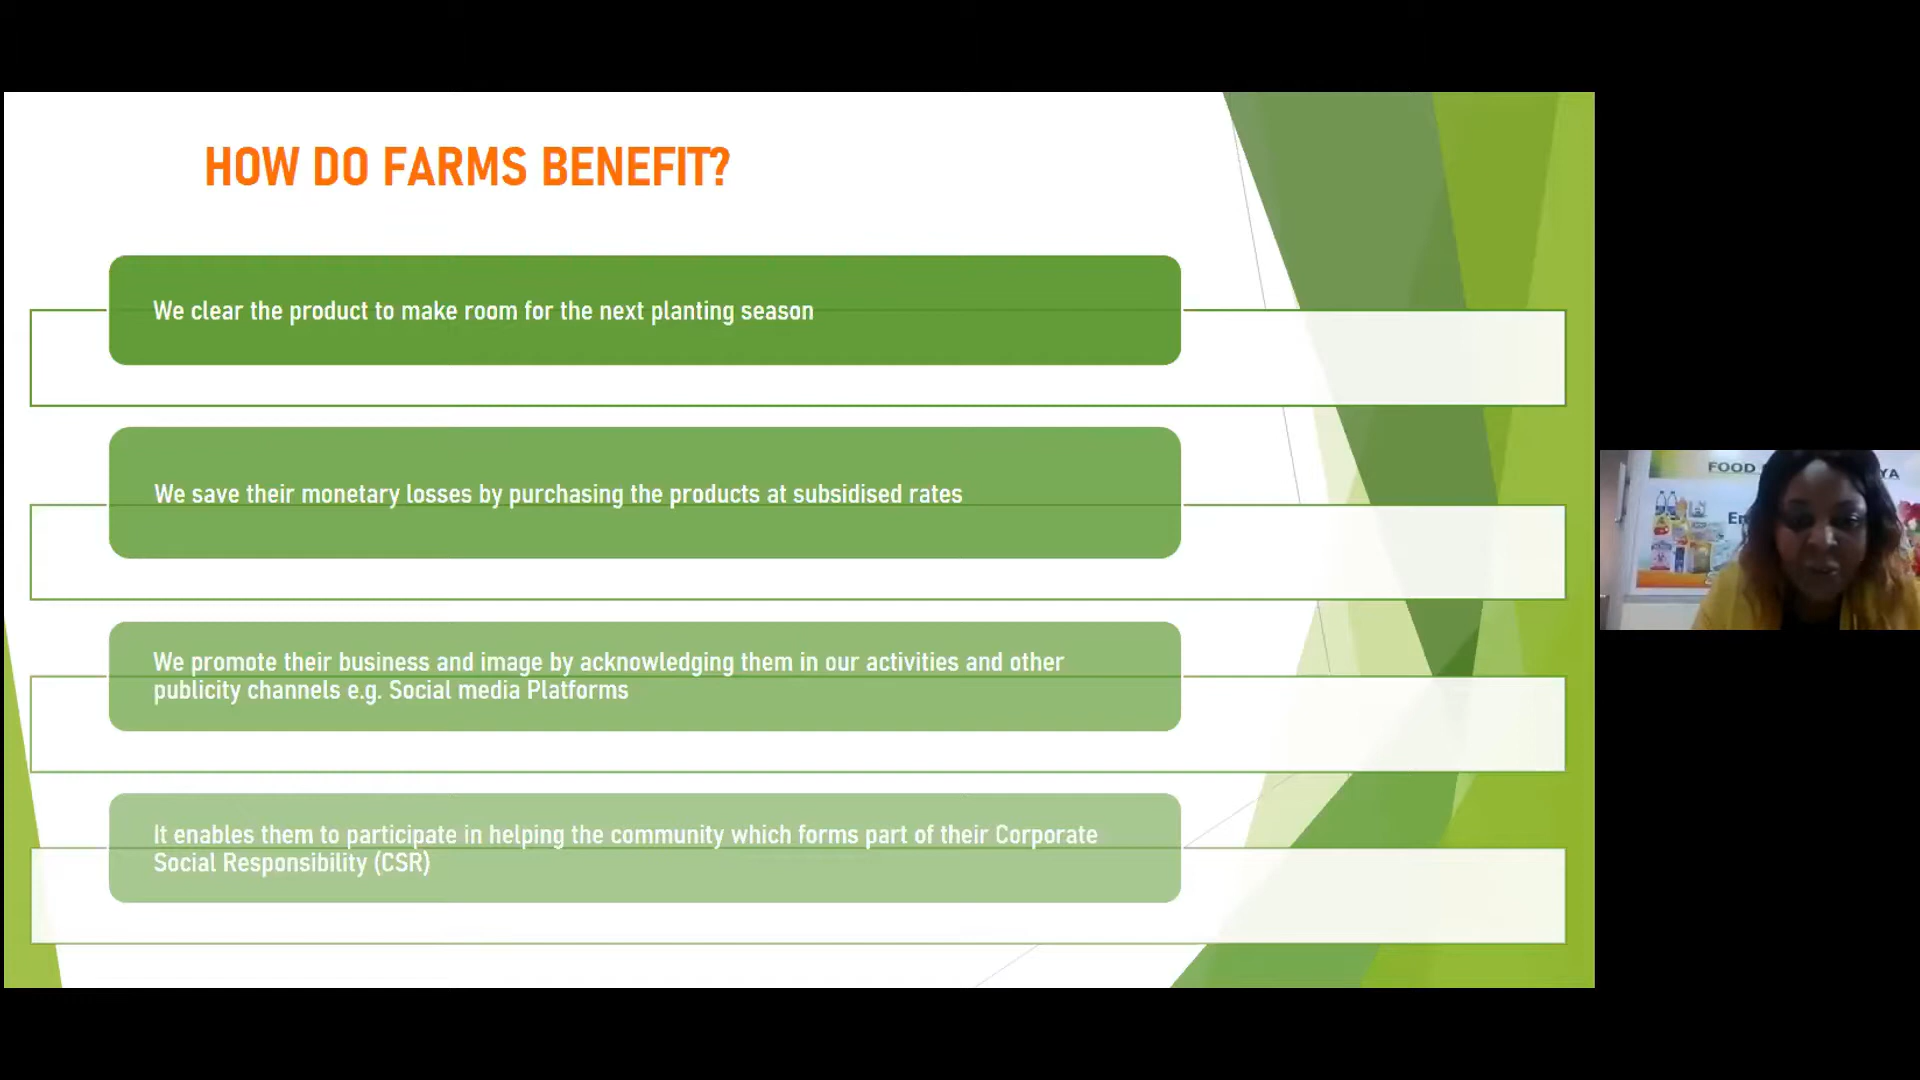 HOW DO FARMS BENEFIT?
We clear the product to make room for the next planting season
We save their monetary losses by purchasing the products at subsidised rates
We promote their business and image by acknowledging them in our activities and other
publicity channels e.g. Social media Platforms
It enables them to participate in helping the community which forms part of their Corporate
Social Responsibility (CSR)
FOOD